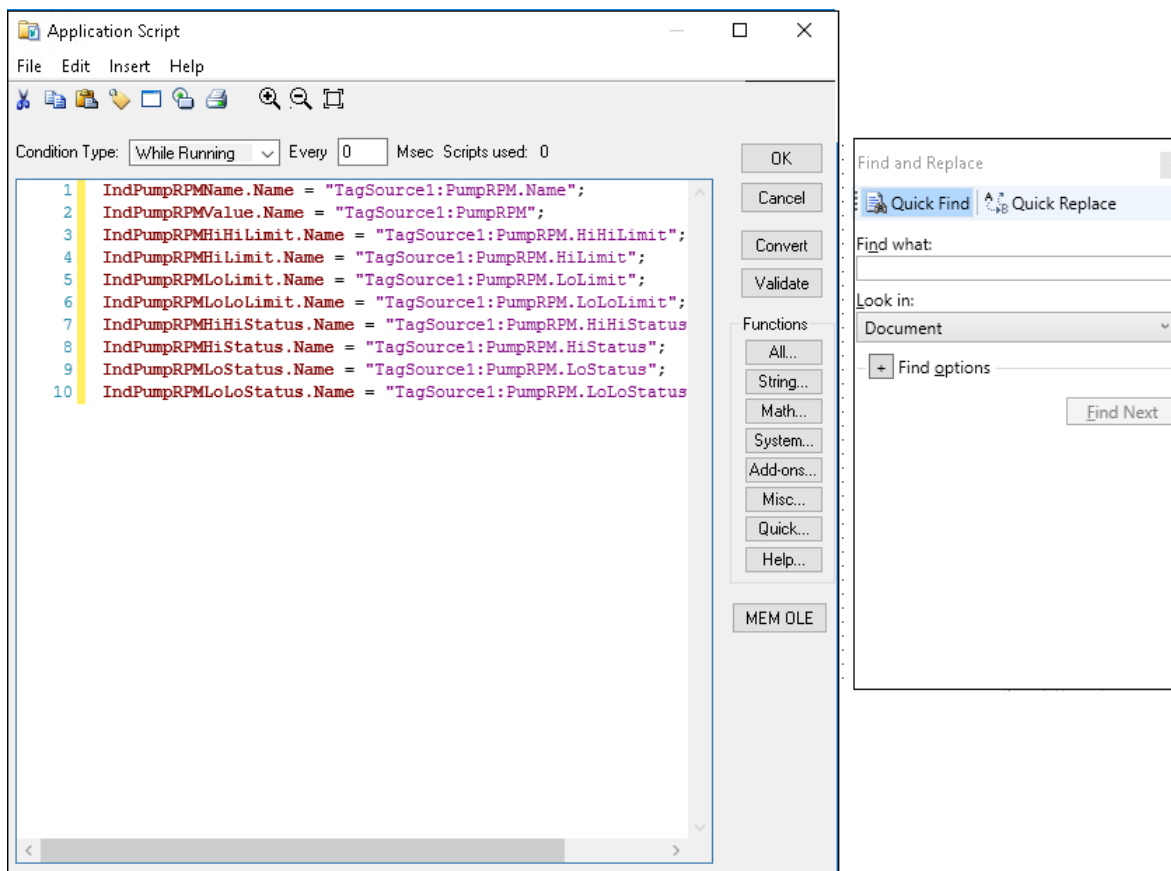 Application Script
File Edit Insert Help
Condition Type: While Running Every 0 Msec Scripts used: 0
1 IndPumpRPMName.Name = "TagSource1:PumpRPM.Name";
2 IndPumpRPMValue.Name = "TagSource1:PumpRPM";
3 IndPumpRPMHiHiLimit.Name = "TagSource1:PumpRPM.HiHiLimit";
4 IndPumpRPMHiLimit.Name = "TagSource1:PumpRPM.HiLimit";
5 IndPumpRPMLoLimit.Name = "TagSource1:PumpRPM.LoLimit";
6 IndPumpRPMLoLoLimit.Name = "TagSource1:PumpRPM.LoLoLimit";
7 IndPumpRPMHiHiStatus.Name = "TagSource1:PumpRPM.HiHiStatus
8 IndPumpRPMHiStatus.Name = "TagSource1:PumpRPM.HiStatus";
9 IndPumpRPMLoStatus.Name = "TagSource1:PumpRPM.LoStatus";
10 IndPumpRPMLoLoStatus.Name = "TagSource1:PumpRPM.LoLoStatus
OK
Cancel
Convert
Validate
Functions
All...
String...
Math...
System...
Add-ons...
Misc...
Quick...
Help...
MEM OLE
Find and Replace
Quick Find A B Quick Replace
Find what:
Look in:
Document
+ Find options
Find Next